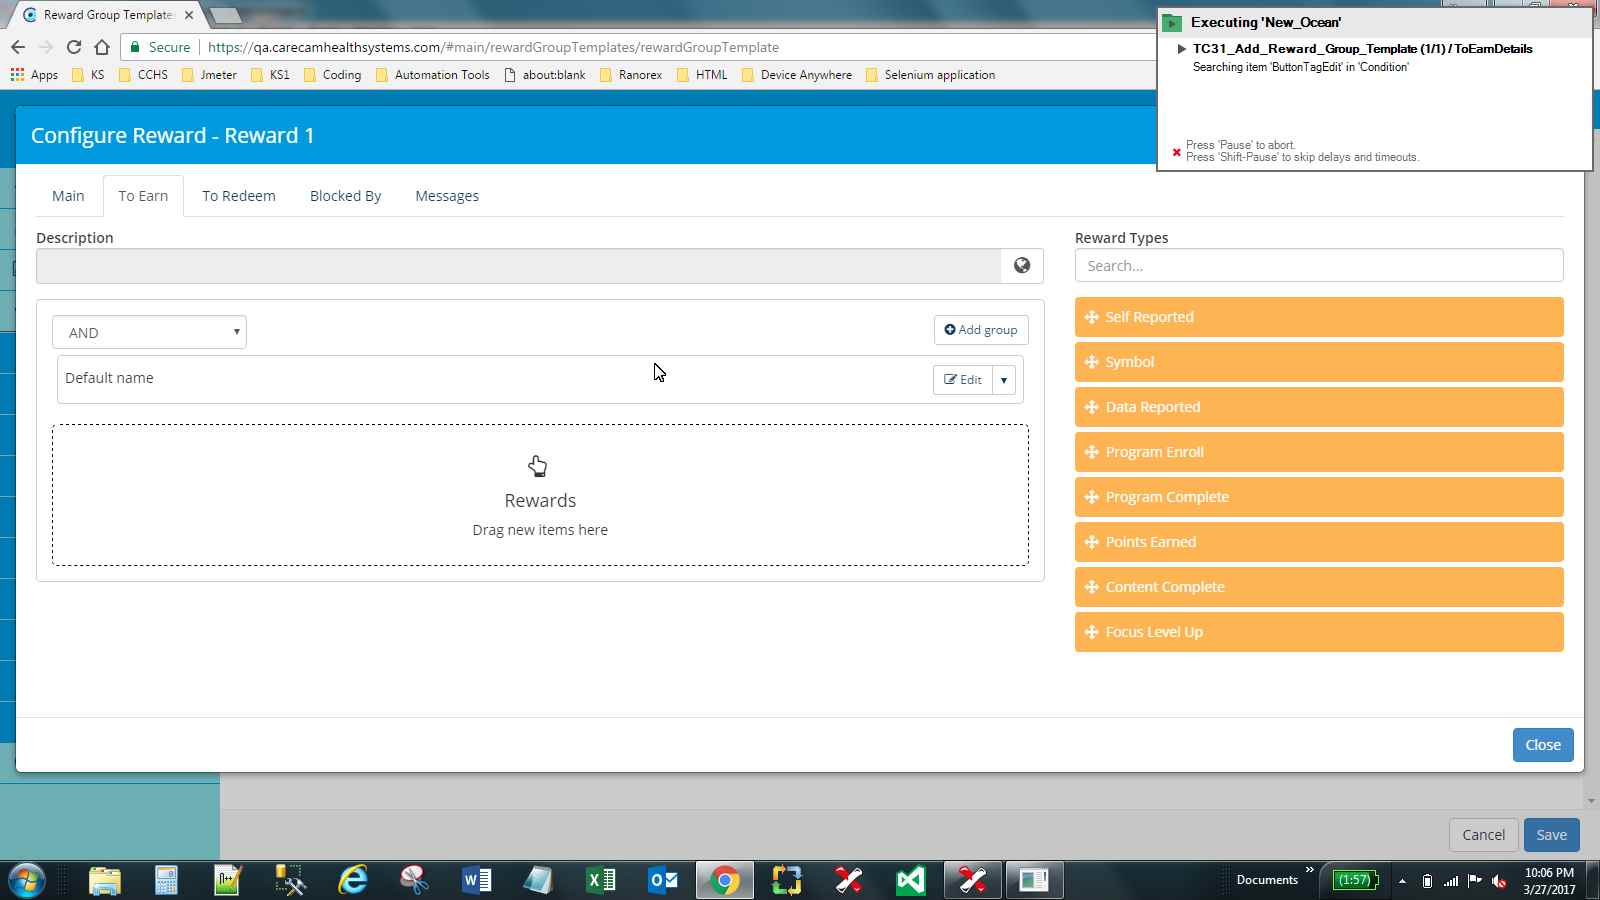 Reward Group Template
Executing 'New_Ocean'
TC31_Add_Reward_Group_Template (1/1) / ToEarnDetails
Searching item 'ButtonTagEdit' in 'Condition'
Press 'Pause' to abort.
Press 'Shift-Pause' to skip delays and timeouts.
Secure https://qa.carecamhealthsystems.com/#main/rewardGroupTemplates/rewardGroupTemplate
Apps KS CCHS Jmeter KS1 Coding Automation Tools about:blank Ranorex HTML Device Anywhere Selenium application
Configure Reward - Reward 1
Main To Earn To Redeem Blocked By Messages
Description
Reward Types
Search...
AND
Add group
Default name
Edit
Rewards
Drag new items here
Self Reported
Symbol
Data Reported
Program Enroll
Program Complete
Points Earned
Content Complete
Focus Level Up
Close
Cancel Save
Documents
(1:57)
10:06 PM
3/27/2017